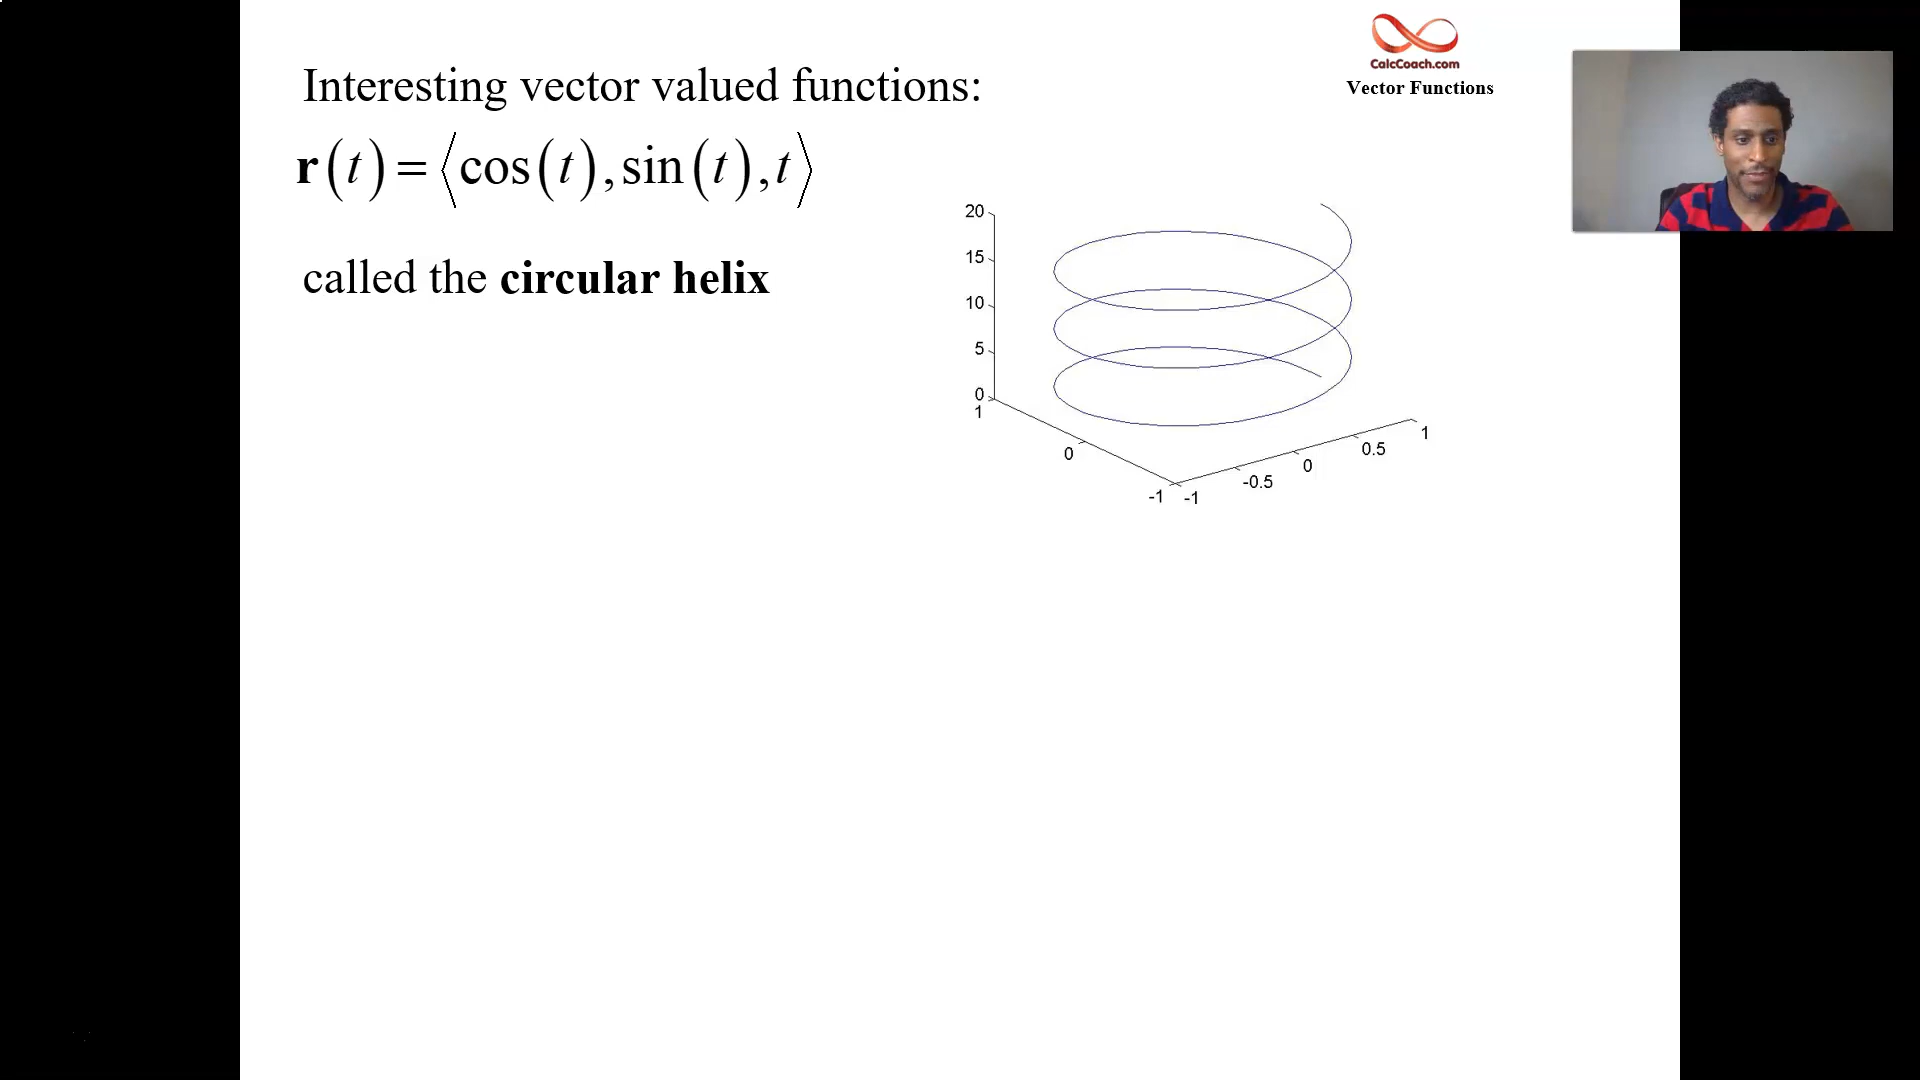 CalcCoach.com
Vector Functions
Interesting vector valued functions:
r(t) = ⟨cos(t), sin(t), t⟩
called the circular helix
20
15
10
5
0
1
0
-1
-1
-0.5
0
0.5
1